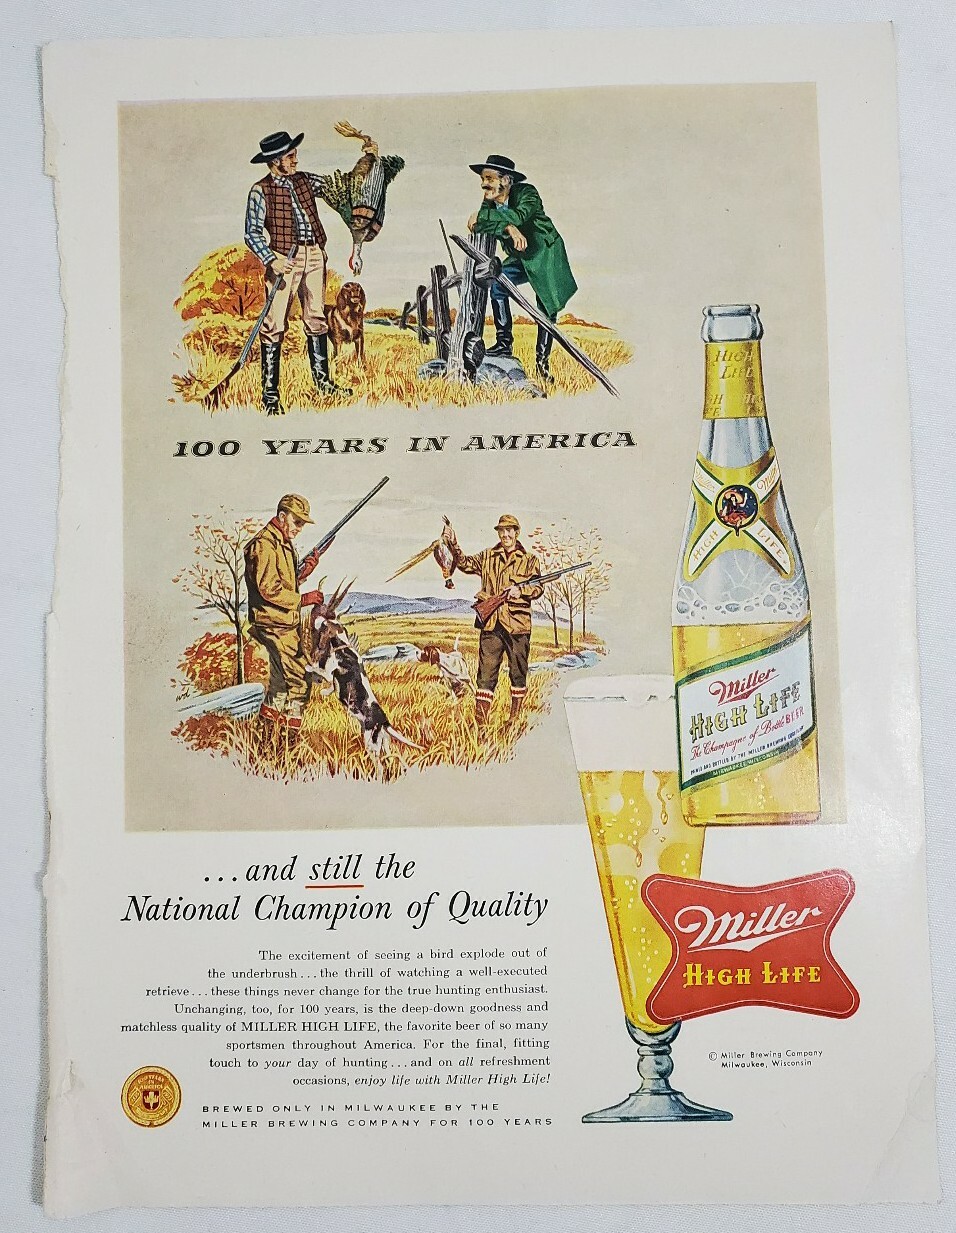 100 YEARS IN AMERICA
HIGH
LIFE
Miller
HIGH LIFE
Miller
HIGH LIFE
The Champagne of Bottle BEER
...and still the
National Champion of Quality
The excitement of seeing a bird explode out of
the underbrush...the thrill of watching a well-executed
retrieve...these things never change for the true hunting enthusiast.
Unchanging, too, for 100 years, is the deep-down goodness and
matchless quality of MILLER HIGH LIFE, the favorite beer of so many
sportsmen throughout America. For the final, fitting
touch to your day of hunting...and on all refreshment
occasions, enjoy life with Miller High Life!
BREWED ONLY IN MILWAUKEE BY THE
MILLER BREWING COMPANY FOR 100 YEARS
Miller
HIGH LIFE
© Miller Brewing Company
Milwaukee, Wisconsin